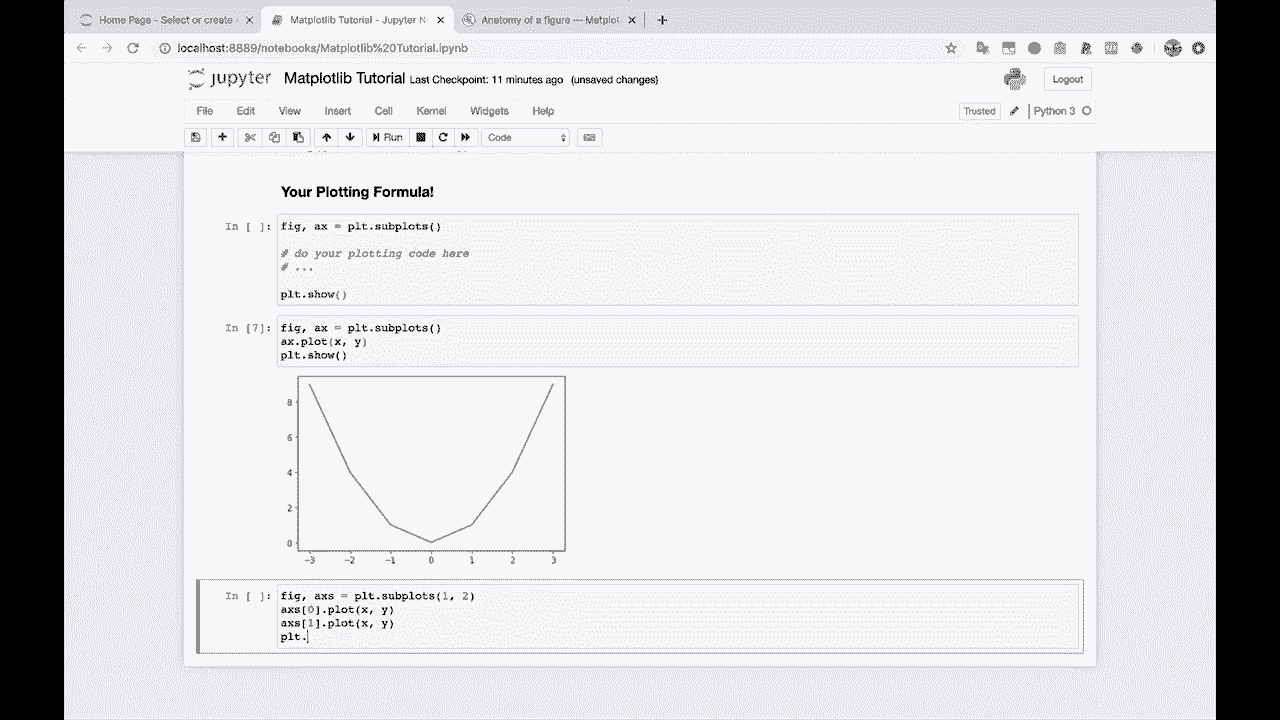 Home Page - Select or create
Matplotlib Tutorial - Jupyter N
Anatomy of a figure — Matplot
localhost:8889/notebooks/Matplotlib%20Tutorial.ipynb
jupyter Matplotlib Tutorial Last Checkpoint: 11 minutes ago (unsaved changes)
Logout
File Edit View Insert Cell Kernel Widgets Help
Trusted Python 3
Run Code
Your Plotting Formula!
In [ ]: fig, ax = plt.subplots()
# do your plotting code here
# ...
plt.show()
In [7]: fig, ax = plt.subplots()
ax.plot(x, y)
plt.show()
8
6
4
2
0
-3 -2 -1 0 1 2 3
In [ ]: fig, axs = plt.subplots(1, 2)
axs[0].plot(x, y)
axs[1].plot(x, y)
plt.